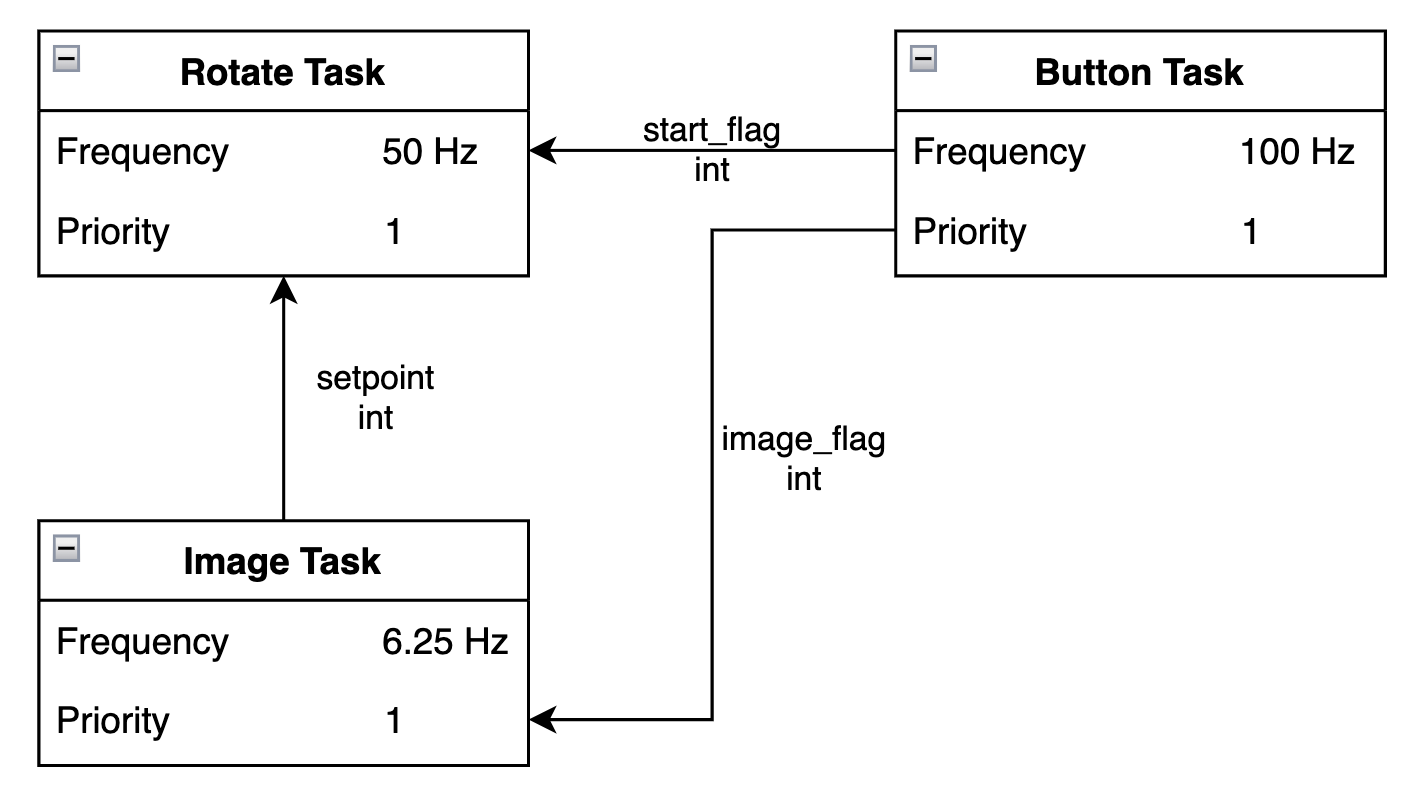 Rotate Task
Frequency 50 Hz
Priority 1
start_flag
int
Button Task
Frequency 100 Hz
Priority 1
setpoint
int
image_flag
int
Image Task
Frequency 6.25 Hz
Priority 1